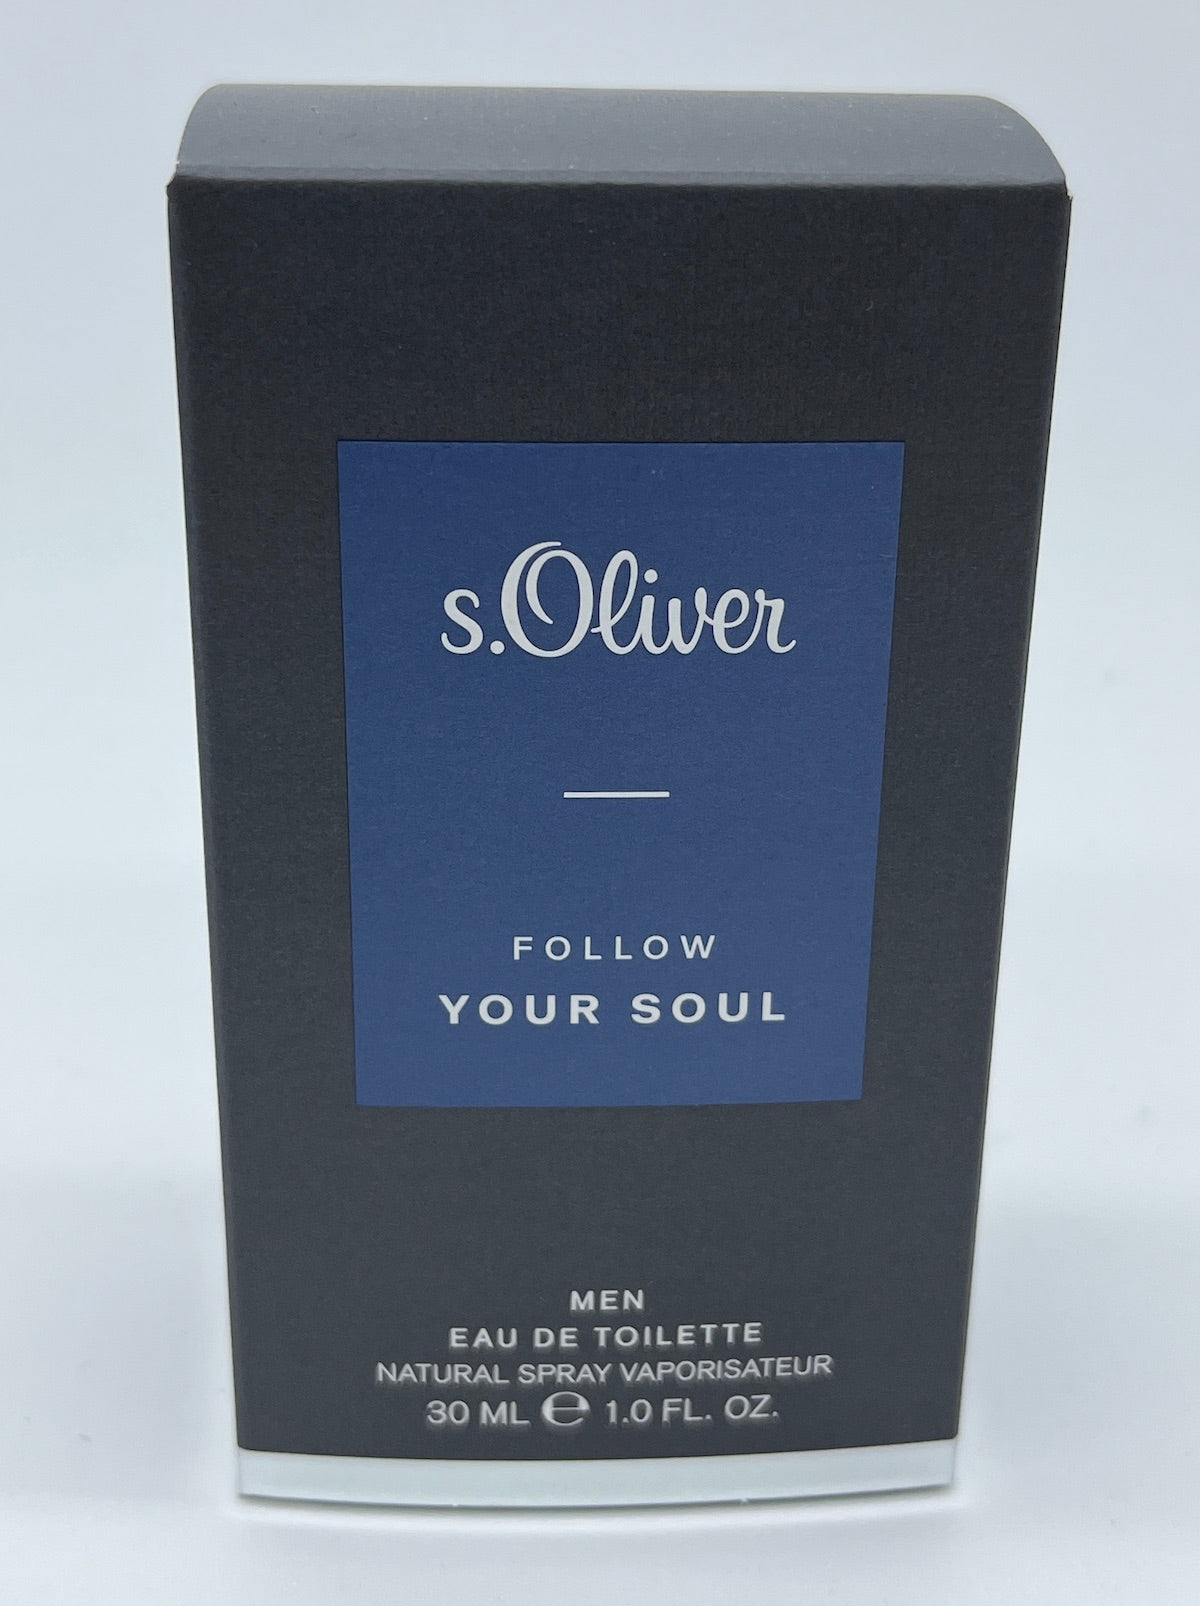 s.Oliver
FOLLOW
YOUR SOUL
MEN
EAU DE TOILETTE
NATURAL SPRAY VAPORISATEUR
30 ML ℮ 1.0 FL. OZ.